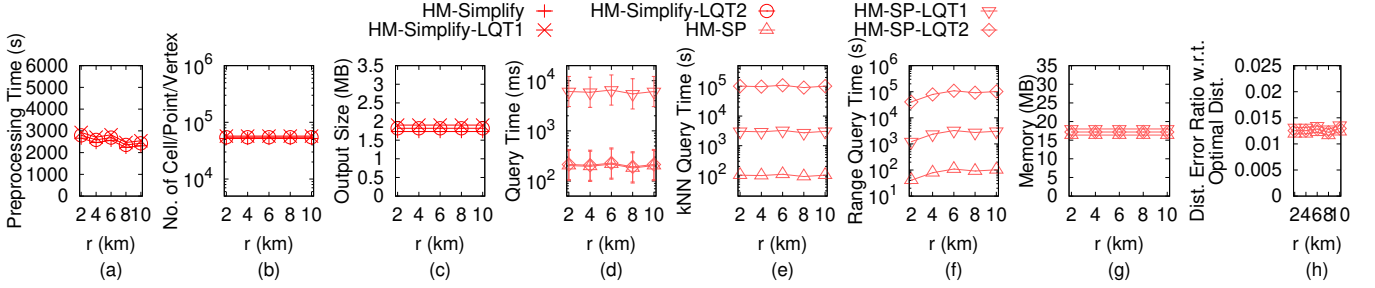 HM-Simplify
HM-Simplify-LQT1
HM-Simplify-LQT2
HM-SP
HM-SP-LQT1
HM-SP-LQT2
Preprocessing Time (s)
6000
5000
4000
3000
2000
1000
0
2 4 6 8 10
r (km)
(a)
No. of Cell/Point/Vertex
10^6
10^5
10^4
2 4 6 8 10
r (km)
(b)
Output Size (MB)
3.5
3
2.5
2
1.5
1
0.5
0
2 4 6 8 10
r (km)
(c)
Query Time (ms)
10^4
10^3
10^2
2 4 6 8 10
r (km)
(d)
kNN Query Time (s)
10^5
10^4
10^3
10^2
2 4 6 8 10
r (km)
(e)
Range Query Time (s)
10^6
10^5
10^4
10^3
10^2
10^1
2 4 6 8 10
r (km)
(f)
Memory (MB)
35
30
25
20
15
10
5
0
2 4 6 8 10
r (km)
(g)
Dist. Error Ratio w.r.t.
Optimal Dist.
0.025
0.02
0.015
0.01
0.005
0
2 4 6 8 10
r (km)
(h)